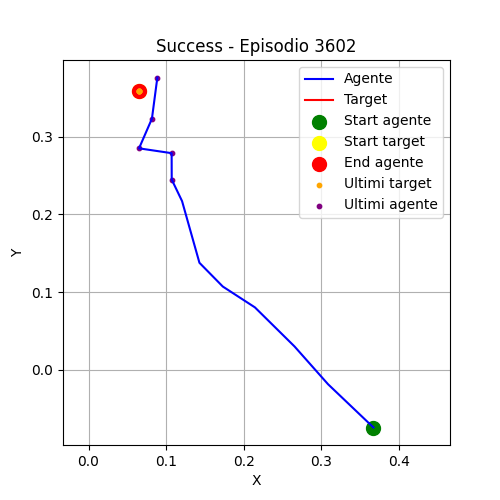 Success - Episodio 3602
Agente
Target
Start agente
Start target
End agente
Ultimi target
Ultimi agente
Y
0.3
0.2
0.1
0.0
0.0
0.1
0.2
0.3
0.4
X